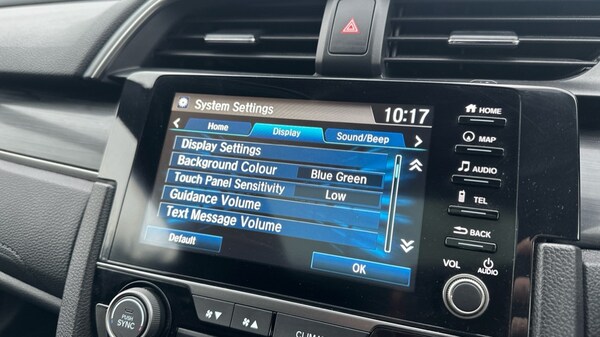 System Settings
10:17
Home
Display
Sound/Beep
Display Settings
Background Colour Blue Green
Touch Panel Sensitivity Low
Guidance Volume
Text Message Volume
Default
OK
HOME
MAP
AUDIO
TEL
BACK
VOL AUDIO
PUSH
SYNC
CLIMATE